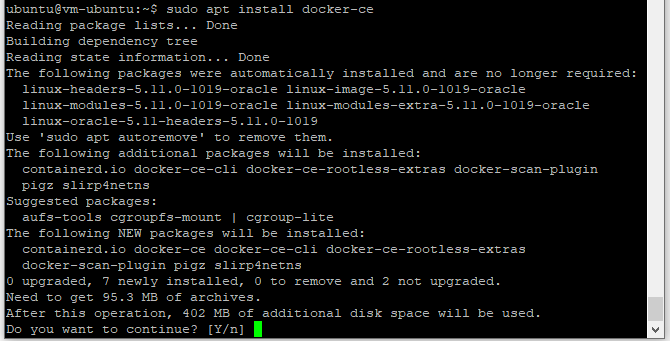 ubuntu@vm-ubuntu:~$ sudo apt install docker-ce
Reading package lists... Done
Building dependency tree
Reading state information... Done
The following packages were automatically installed and are no longer required:
  linux-headers-5.11.0-1019-oracle linux-image-5.11.0-1019-oracle
  linux-modules-5.11.0-1019-oracle linux-modules-extra-5.11.0-1019-oracle
  linux-oracle-5.11-headers-5.11.0-1019
Use 'sudo apt autoremove' to remove them.
The following additional packages will be installed:
  containerd.io docker-ce-cli docker-ce-rootless-extras docker-scan-plugin
  pigz slirp4netns
Suggested packages:
  aufs-tools cgroupfs-mount | cgroup-lite
The following NEW packages will be installed:
  containerd.io docker-ce docker-ce-cli docker-ce-rootless-extras
  docker-scan-plugin pigz slirp4netns
0 upgraded, 7 newly installed, 0 to remove and 2 not upgraded.
Need to get 95.3 MB of archives.
After this operation, 402 MB of additional disk space will be used.
Do you want to continue? [Y/n]